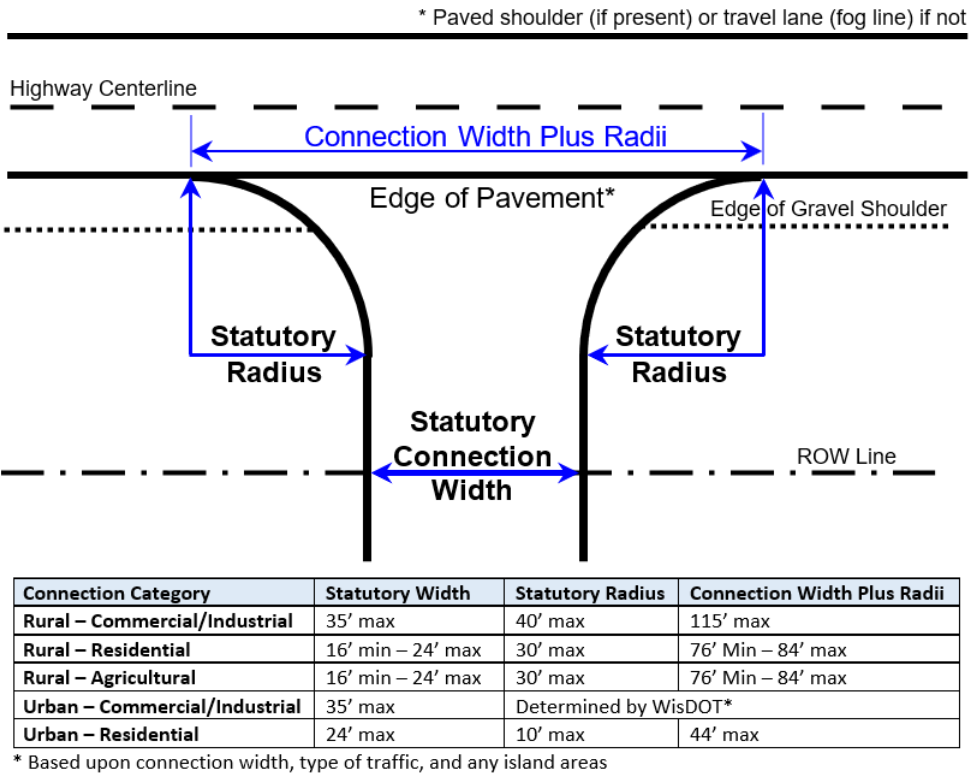 * Paved shoulder (if present) or travel lane (fog line) if not
Highway Centerline
Connection Width Plus Radii
Edge of Pavement*
Edge of Gravel Shoulder
Statutory
Radius
Statutory
Radius
Statutory
Connection
Width
ROW Line
Connection Category Statutory Width Statutory Radius Connection Width Plus Radii
Rural – Commercial/Industrial 35’ max 40’ max 115’ max
Rural – Residential 16’ min – 24’ max 30’ max 76’ Min – 84’ max
Rural – Agricultural 16’ min – 24’ max 30’ max 76’ Min – 84’ max
Urban – Commercial/Industrial 35’ max Determined by WisDOT*
Urban – Residential 24’ max 10’ max 44’ max
* Based upon connection width, type of traffic, and any island areas